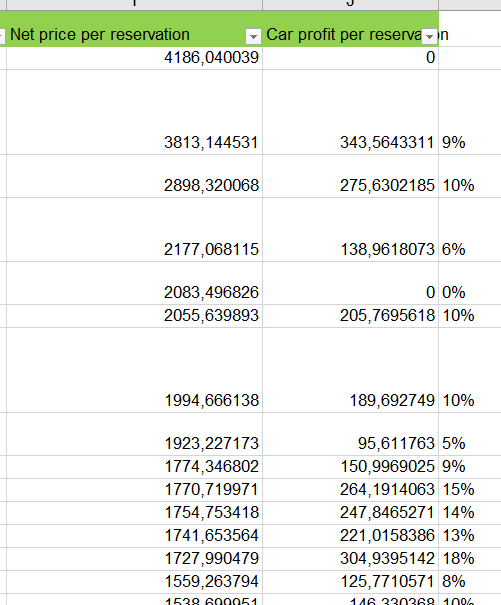 Net price per reservation Car profit per reserva n
4186,040039 0
3813,144531 343,5643311 9%
2898,320068 275,6302185 10%
2177,068115 138,9618073 6%
2083,496826 0 0%
2055,639893 205,7695618 10%
1994,666138 189,692749 10%
1923,227173 95,611763 5%
1774,346802 150,9969025 9%
1770,719971 264,1914063 15%
1754,753418 247,8465271 14%
1741,653564 221,0158386 13%
1727,990479 304,9395142 18%
1559,263794 125,7710571 8%
1538,699951 146,330368 10%